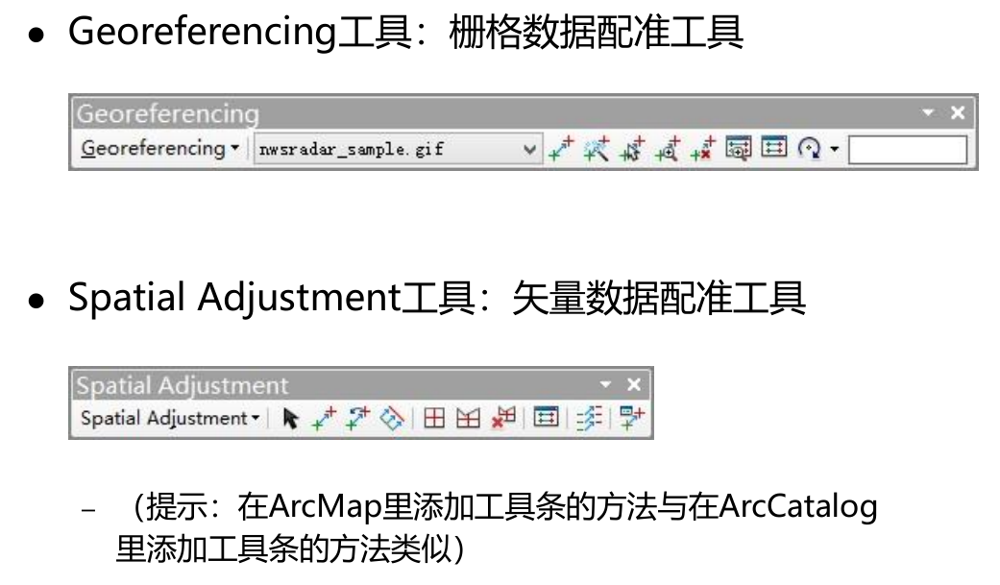 Georeferencing工具：栅格数据配准工具
Georeferencing
Georeferencing nwsradar_sample.gif
Spatial Adjustment工具：矢量数据配准工具
Spatial Adjustment
Spatial Adjustment
– （提示：在ArcMap里添加工具条的方法与在ArcCatalog
里添加工具条的方法类似）